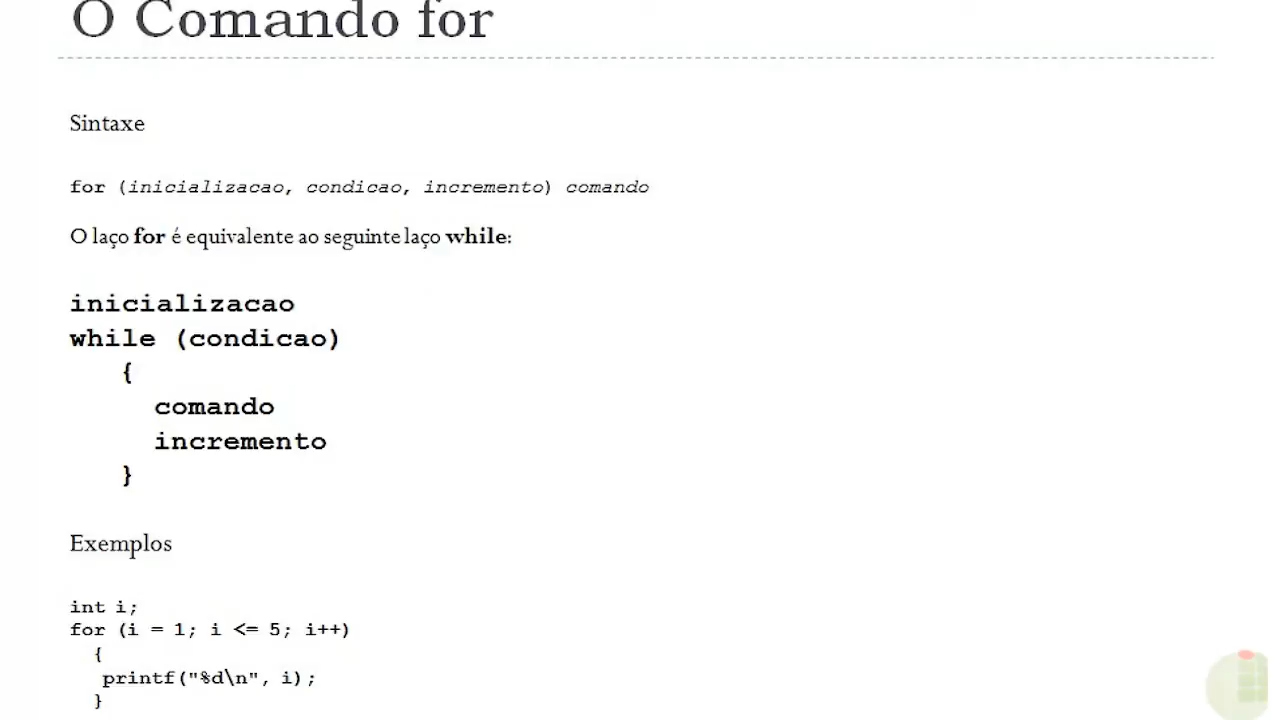 O Comando for
Sintaxe
for (inicializacao, condicao, incremento) comando
O laço for é equivalente ao seguinte laço while:
inicializacao
while (condicao)
{
comando
incremento
}
Exemplos
int i;
for (i = 1; i <= 5; i++)
{
printf("%d\n", i);
}